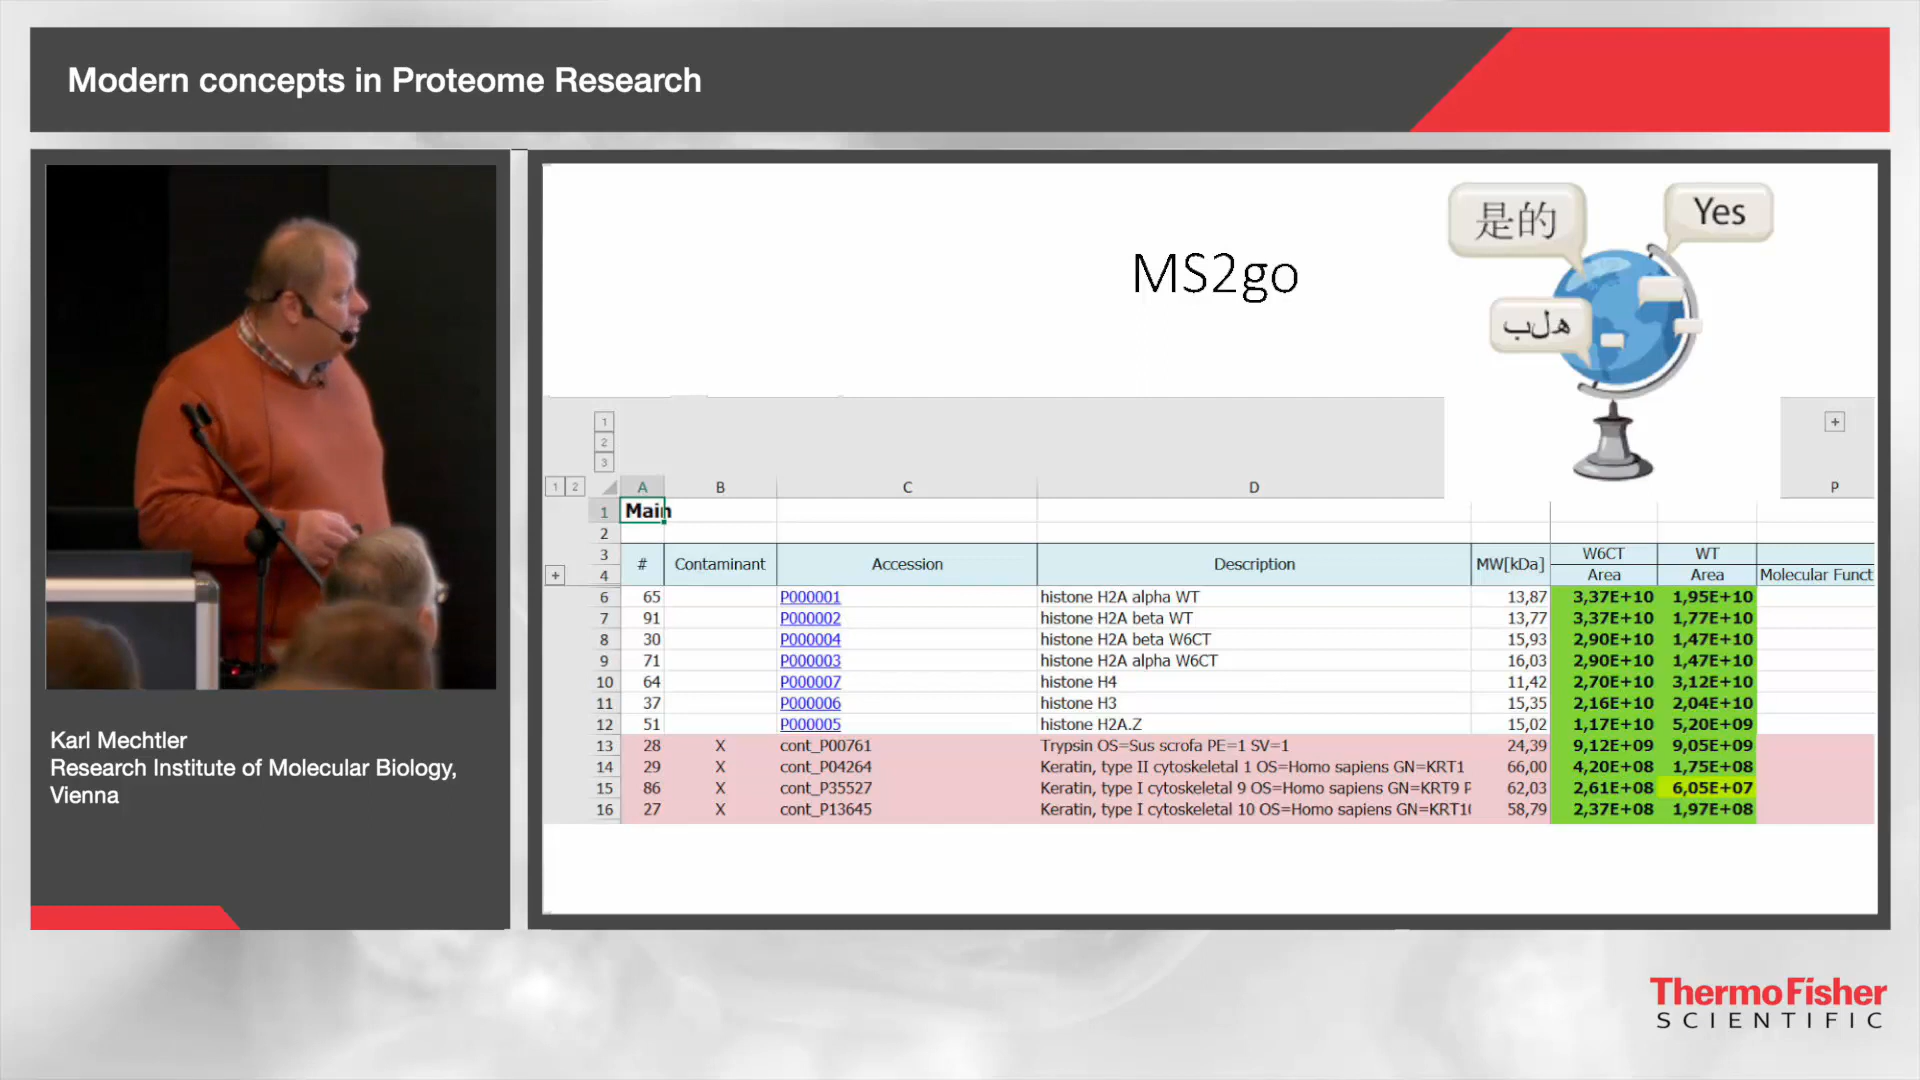 Modern concepts in Proteome Research
Karl Mechtler
Research Institute of Molecular Biology,
Vienna
MS2go
是的
Yes
ﻪﻠﺑ
1
2
3
1 2 A B C D P
1 Main
2
3 # Contaminant Accession Description MW[kDa] W6CT WT
4 Area Area Molecular Funct
6 65 P000001 histone H2A alpha WT 13,87 3,37E+10 1,95E+10
7 91 P000002 histone H2A beta WT 13,77 3,37E+10 1,77E+10
8 30 P000004 histone H2A beta W6CT 15,93 2,90E+10 1,47E+10
9 71 P000003 histone H2A alpha W6CT 16,03 2,90E+10 1,47E+10
10 64 P000007 histone H4 11,42 2,70E+10 3,12E+10
11 37 P000006 histone H3 15,35 2,16E+10 2,04E+10
12 51 P000005 histone H2A.Z 15,02 1,17E+10 5,20E+09
13 28 X cont_P00761 Trypsin OS=Sus scrofa PE=1 SV=1 24,39 9,12E+09 9,05E+09
14 29 X cont_P04264 Keratin, type II cytoskeletal 1 OS=Homo sapiens GN=KRT1 66,00 4,20E+08 1,75E+08
15 86 X cont_P35527 Keratin, type I cytoskeletal 9 OS=Homo sapiens GN=KRT9 P 62,03 2,61E+08 6,05E+07
16 27 X cont_P13645 Keratin, type I cytoskeletal 10 OS=Homo sapiens GN=KRT10 58,79 2,37E+08 1,97E+08
ThermoFisher
SCIENTIFIC